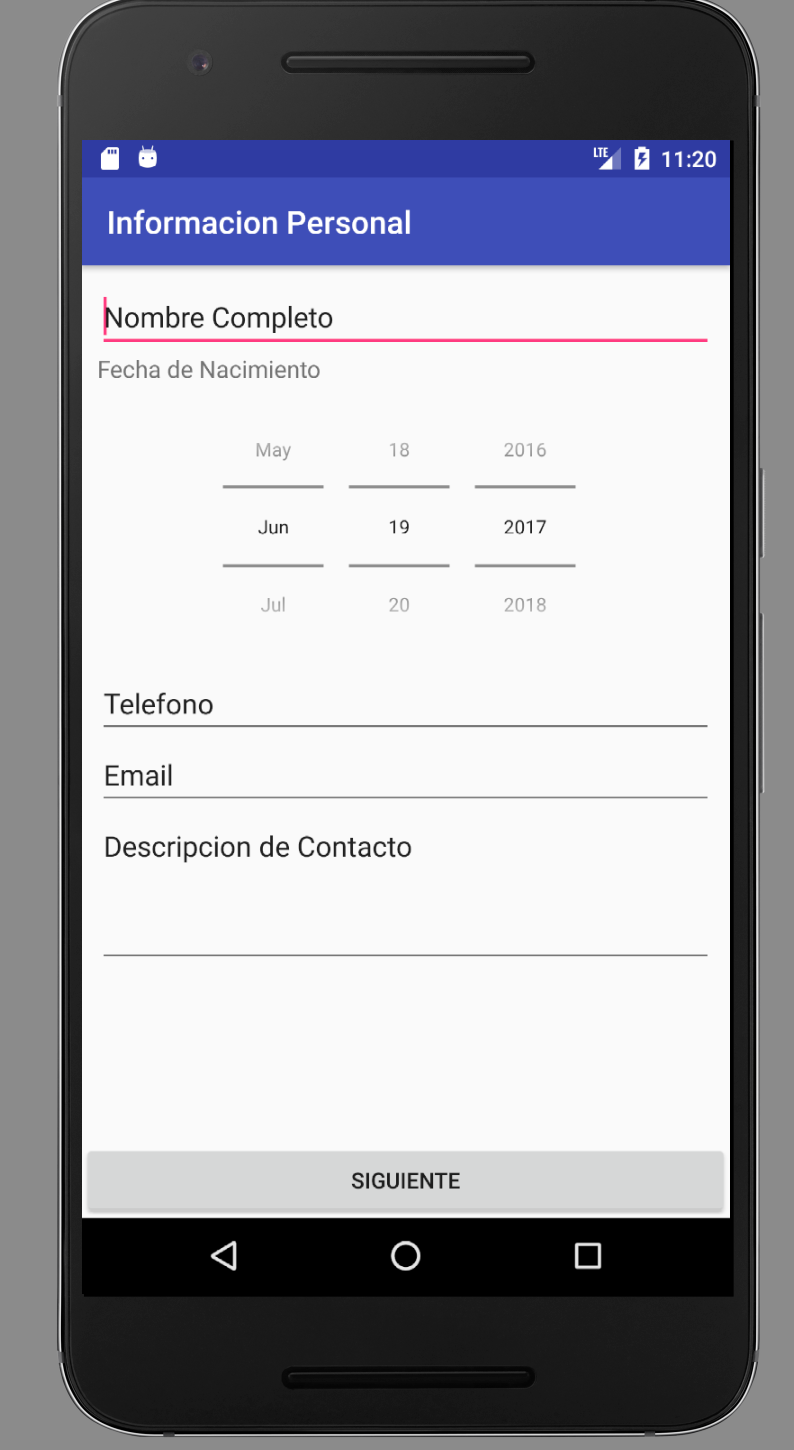 LTE 11:20
Informacion Personal
Nombre Completo
Fecha de Nacimiento
May 18 2016
Jun 19 2017
Jul 20 2018
Telefono
Email
Descripcion de Contacto
SIGUIENTE